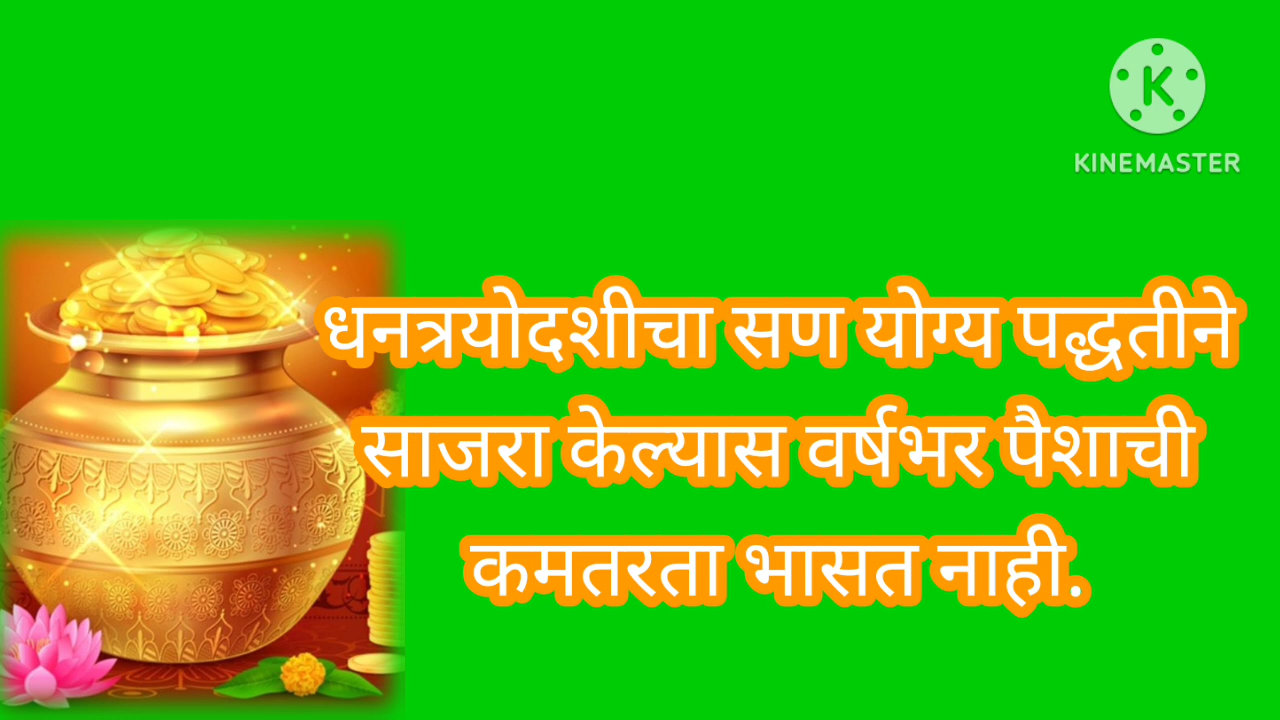 KINEMASTER
धनत्रयोदशीचा सण योग्य पद्धतीने
साजरा केल्यास वर्षभर पैशाची
कमतरता भासत नाही.